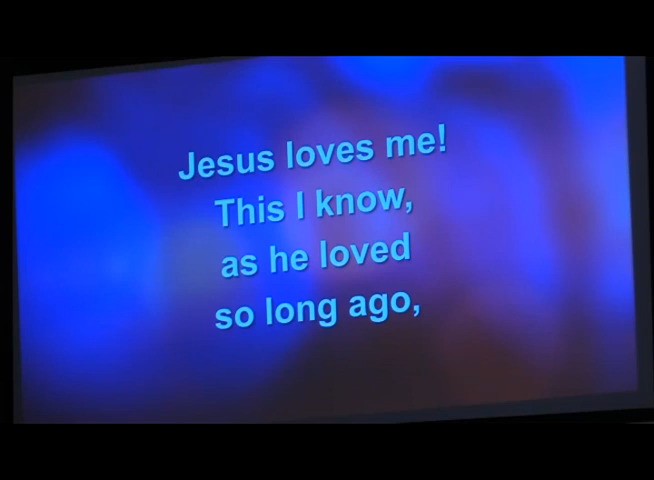 Jesus loves me!
This I know,
as he loved
so long ago,